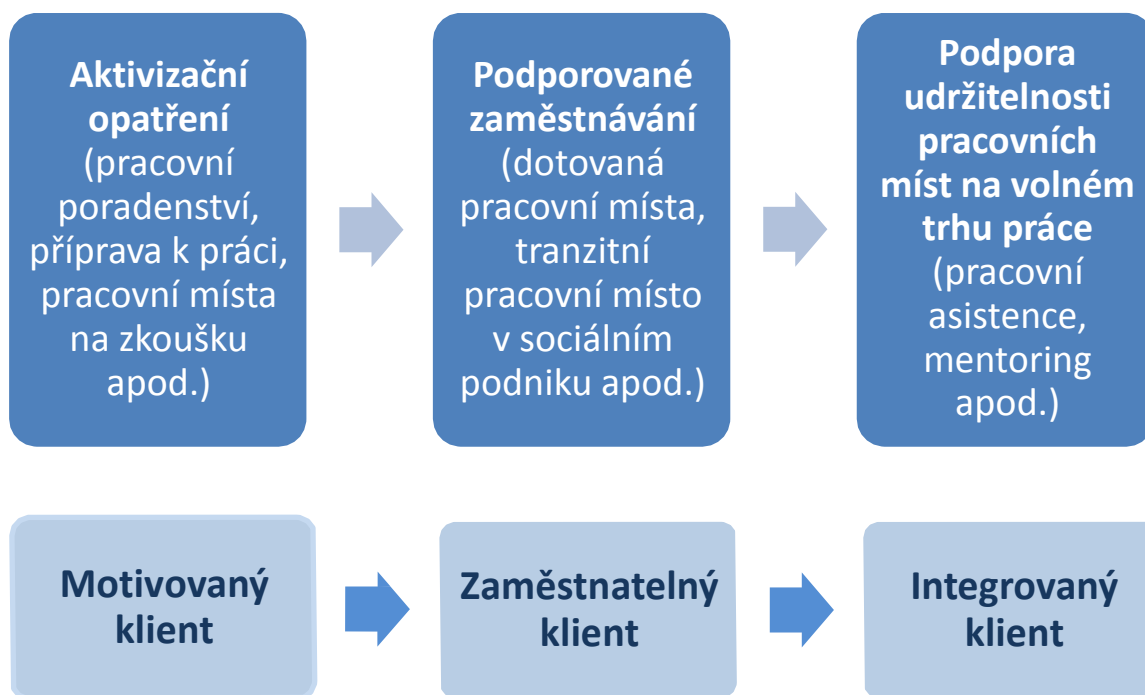 Aktivizační
opatření
(pracovní
poradenství,
příprava k práci,
pracovní místa
na zkoušku
apod.)
Podporované
zaměstnávání
(dotovaná
pracovní místa,
tranzitní
pracovní místo
v sociálním
podniku apod.)
Podpora
udržitelnosti
pracovních
míst na volném
trhu práce
(pracovní
asistence,
mentoring
apod.)
Motivovaný
klient
Zaměstnatelný
klient
Integrovaný
klient